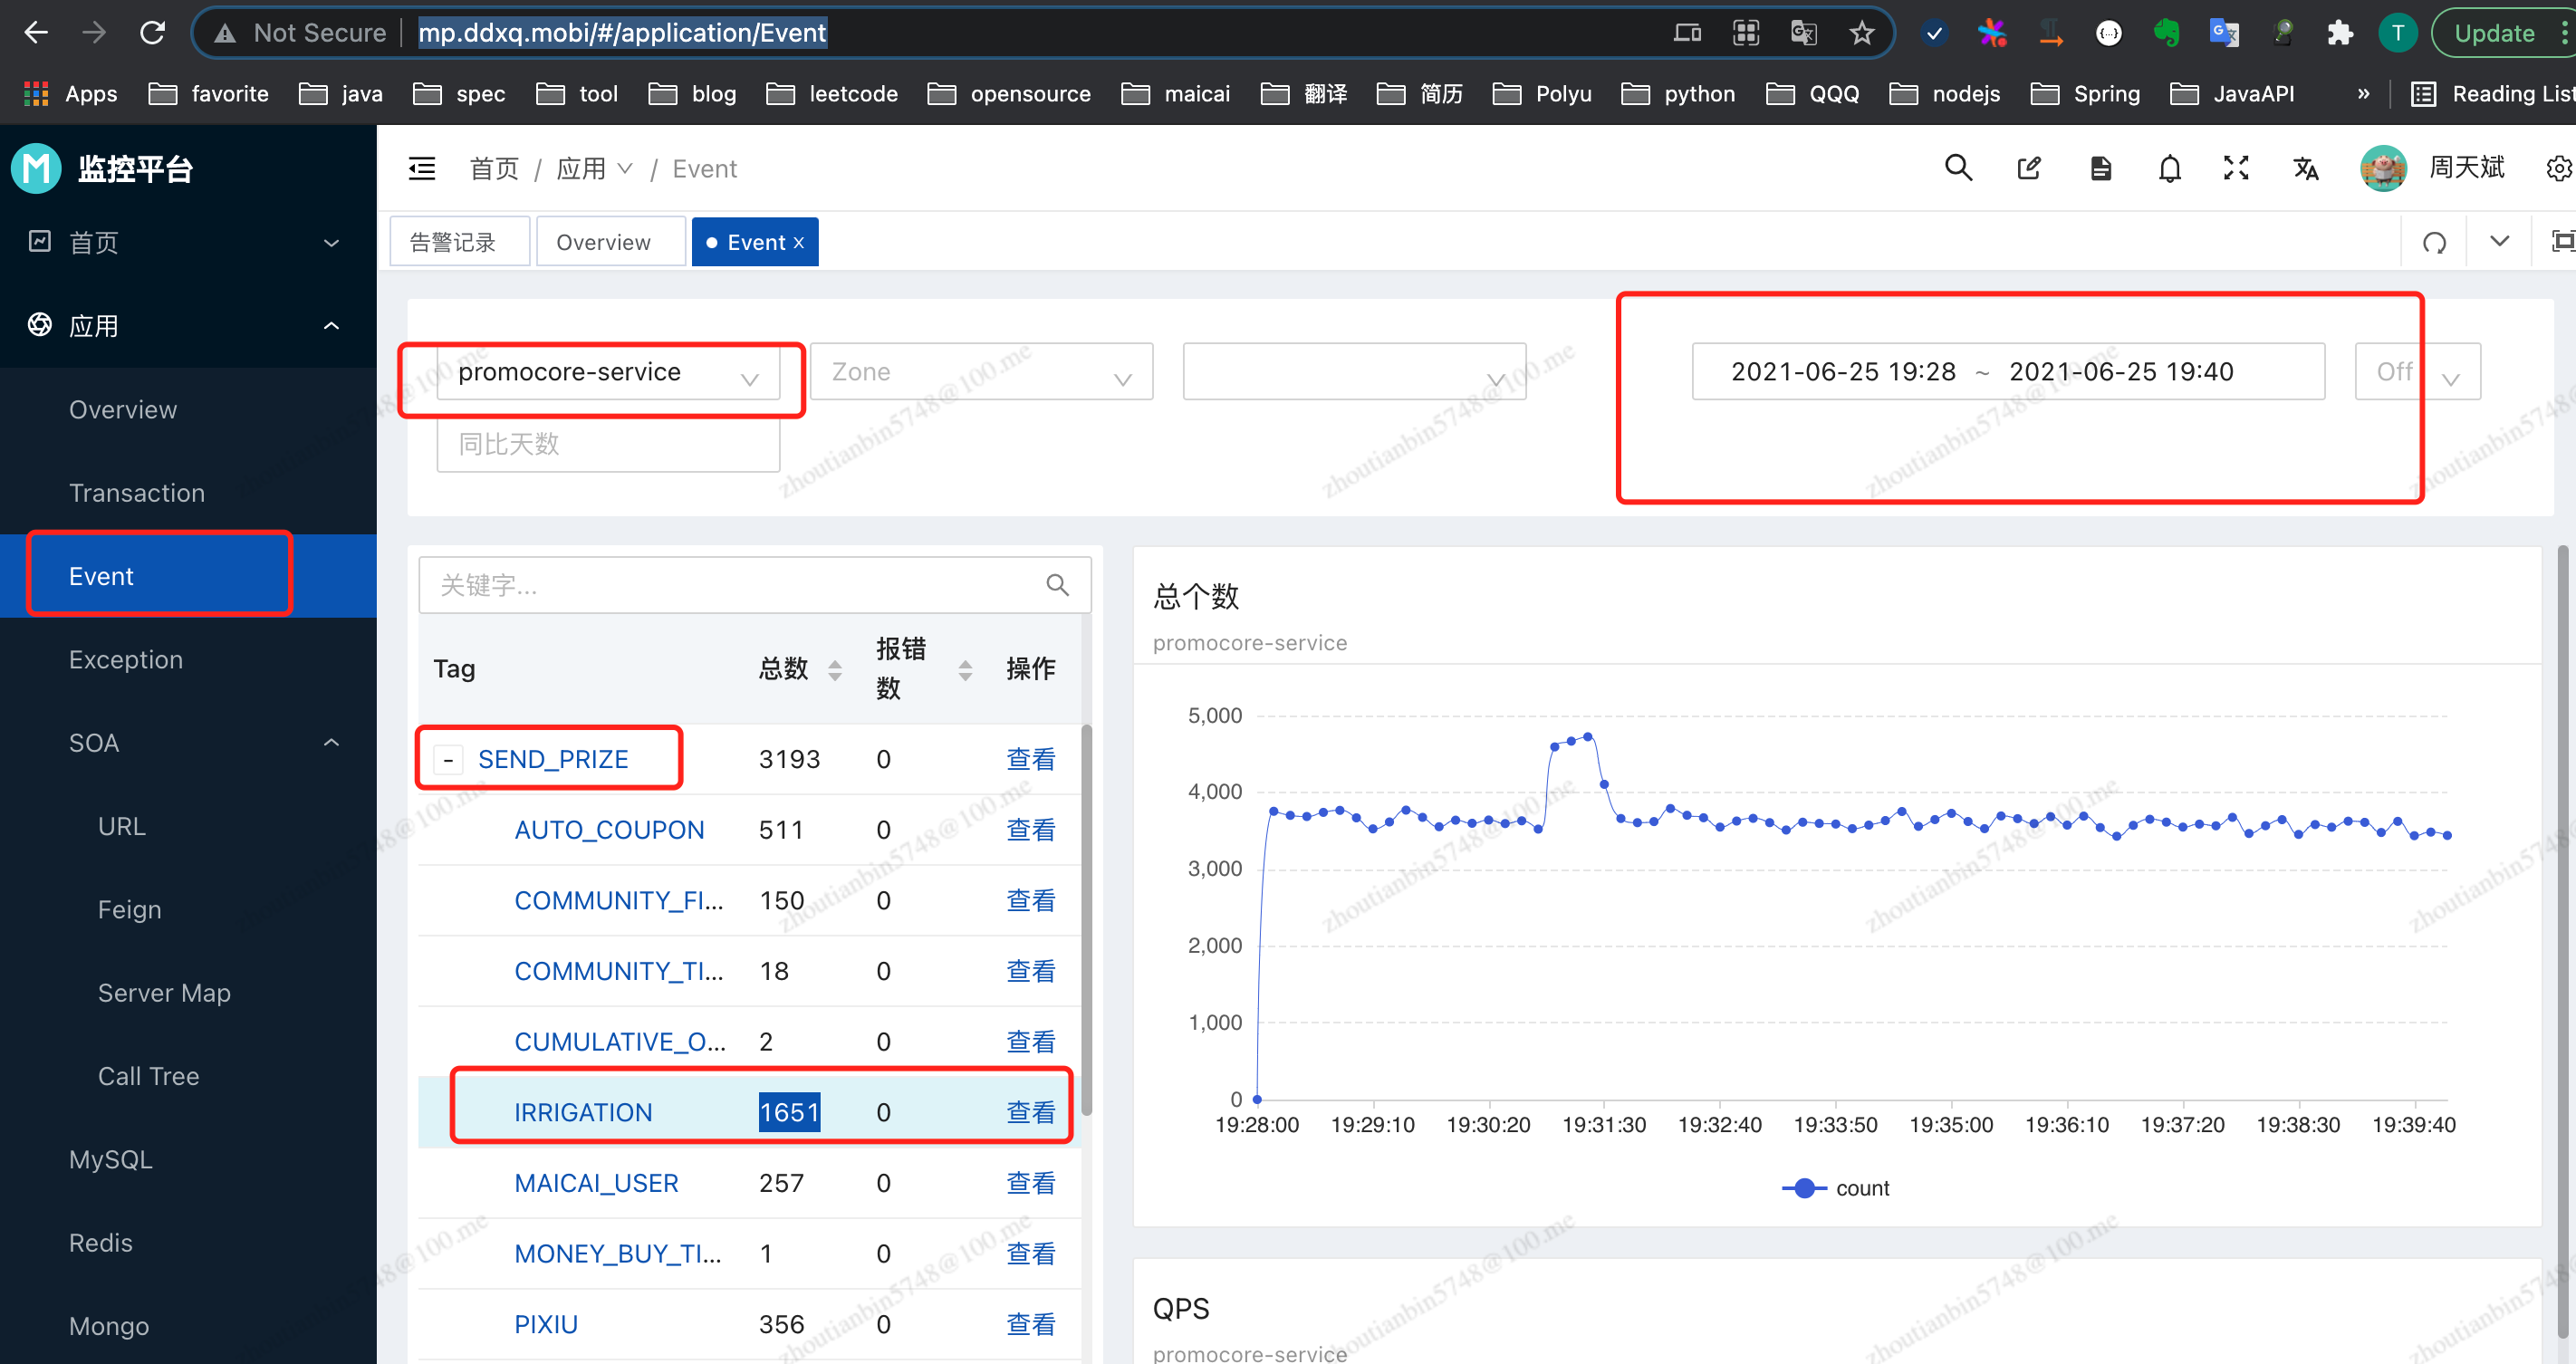 Not Secure mp.ddxq.mobi/#/application/Event T Update
Apps favorite java spec tool blog leetcode opensource maicai 翻译 简历 Polyu python QQQ nodejs Spring JavaAPI » Reading List
M 监控平台
首页 / 应用 / Event
周天斌
告警记录 Overview Event x
首页
应用
Overview
Transaction
Event
Exception
SOA
URL
Feign
Server Map
Call Tree
MySQL
Redis
Mongo
promocore-service Zone 2021-06-25 19:28 ~ 2021-06-25 19:40 Off
同比天数
关键字...
Tag 总数 报错数 操作
- SEND_PRIZE 3193 0 查看
AUTO_COUPON 511 0 查看
COMMUNITY_FI... 150 0 查看
COMMUNITY_TI... 18 0 查看
CUMULATIVE_O... 2 0 查看
IRRIGATION 1651 0 查看
MAICAI_USER 257 0 查看
MONEY_BUY_TI... 1 0 查看
PIXIU 356 0 查看
总个数
promocore-service
5,000
4,000
3,000
2,000
1,000
0
19:28:00 19:29:10 19:30:20 19:31:30 19:32:40 19:33:50 19:35:00 19:36:10 19:37:20 19:38:30 19:39:40
count
QPS
promocore-service
zhoutianbin5748@100.me